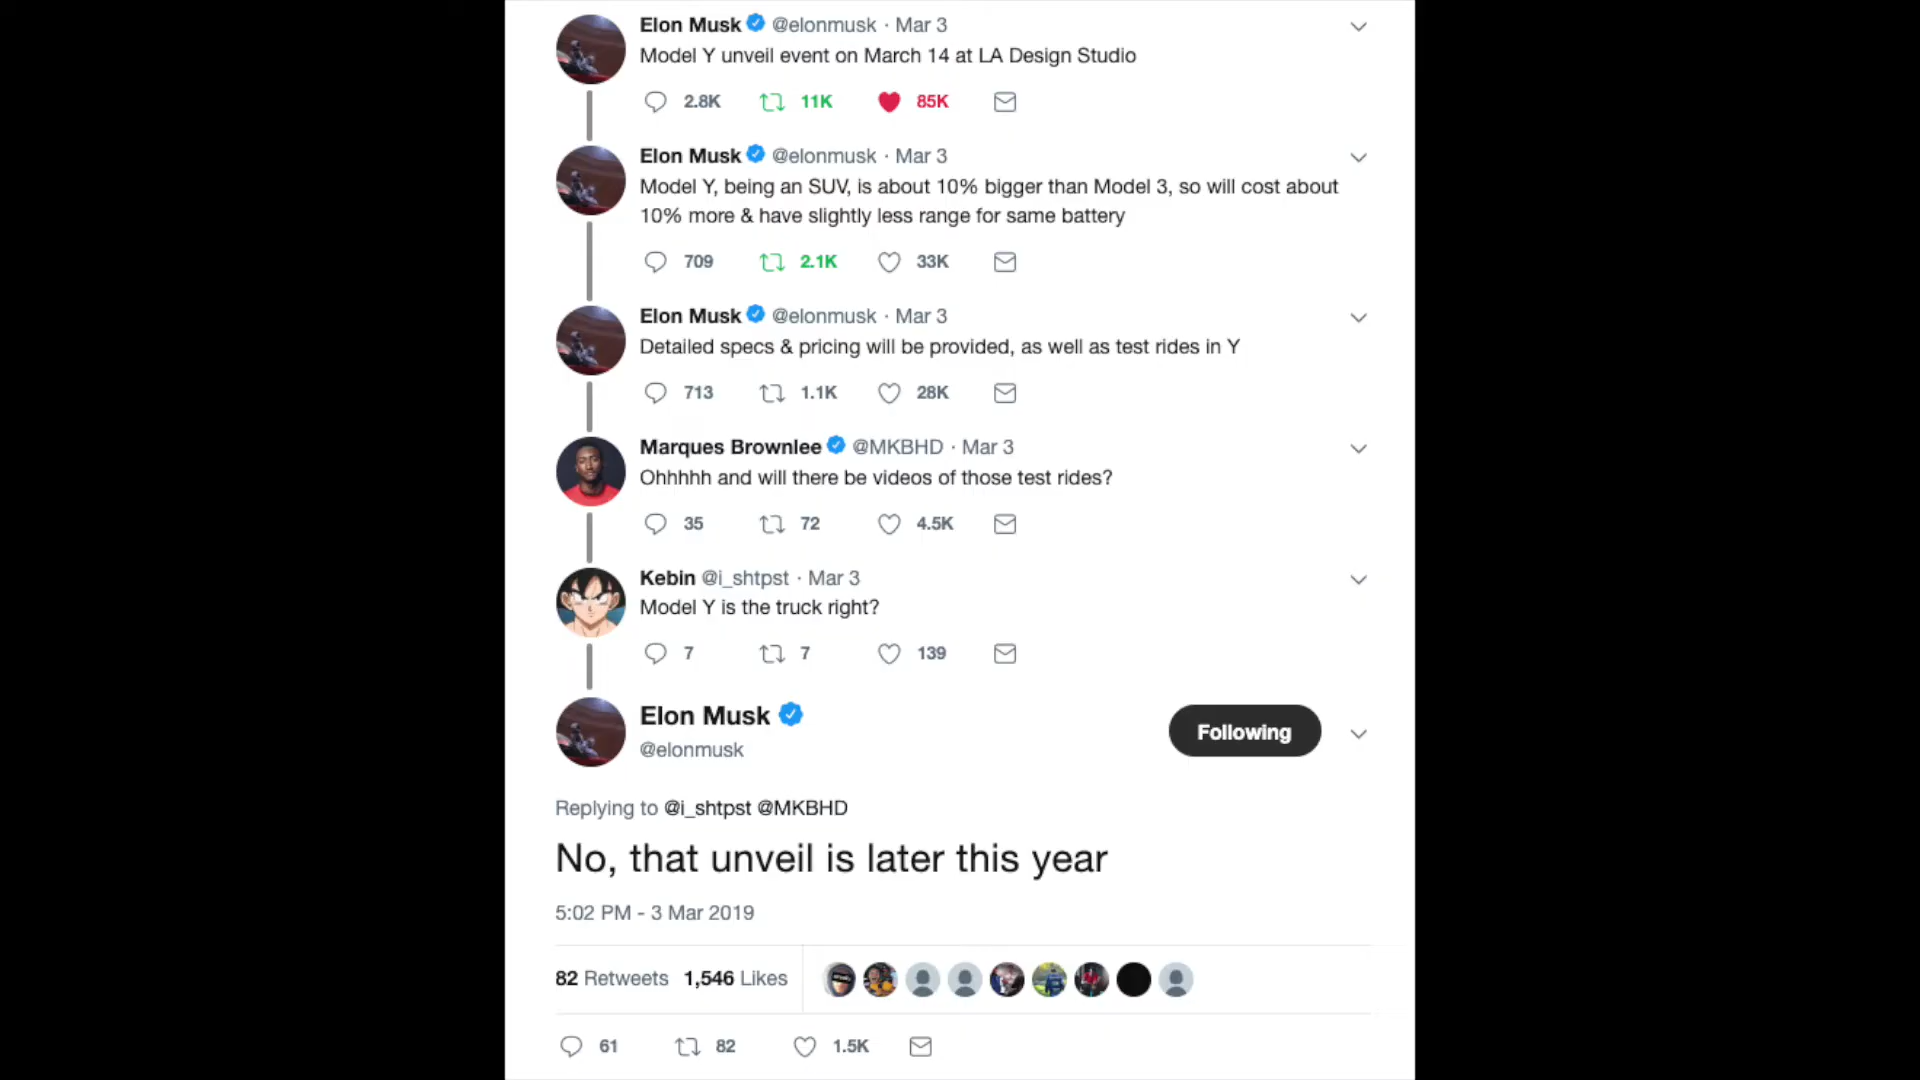 Elon Musk @elonmusk · Mar 3
Model Y unveil event on March 14 at LA Design Studio
2.8K 11K 85K
Elon Musk @elonmusk · Mar 3
Model Y, being an SUV, is about 10% bigger than Model 3, so will cost about
10% more & have slightly less range for same battery
709 2.1K 33K
Elon Musk @elonmusk · Mar 3
Detailed specs & pricing will be provided, as well as test rides in Y
713 1.1K 28K
Marques Brownlee @MKBHD · Mar 3
Ohhhhh and will there be videos of those test rides?
35 72 4.5K
Kebin @i_shtpst · Mar 3
Model Y is the truck right?
7 7 139
Elon Musk
Following
@elonmusk
Replying to @i_shtpst @MKBHD
No, that unveil is later this year
5:02 PM - 3 Mar 2019
82 Retweets 1,546 Likes
61 82 1.5K